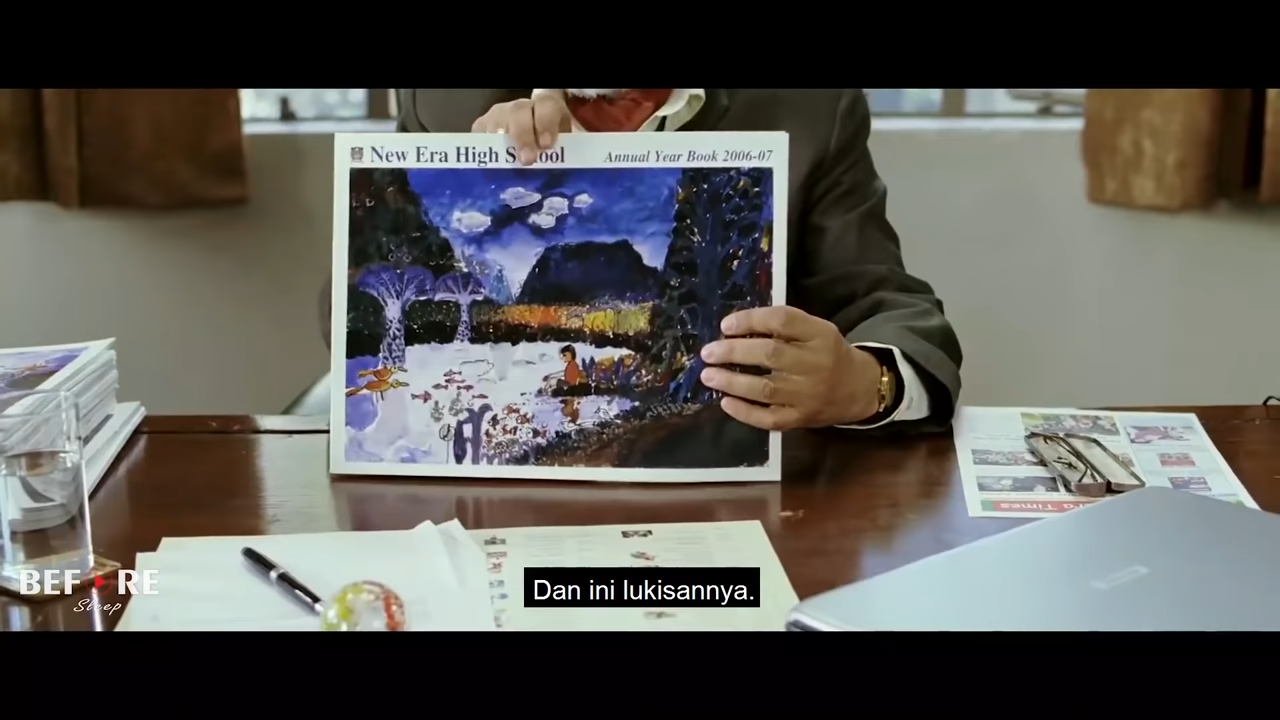 New Era High School
Annual Year Book 2006-07
BEFORE
Sleep
Dan ini lukisannya.